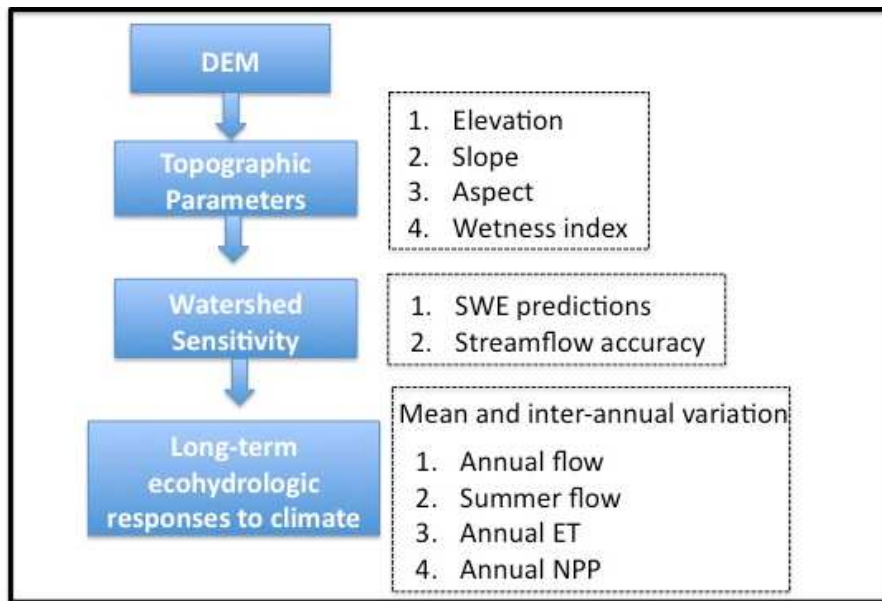 DEM
Topographic
Parameters
1. Elevation
2. Slope
3. Aspect
4. Wetness index
Watershed
Sensitivity
1. SWE predictions
2. Streamflow accuracy
Long-term
ecohydrologic
responses to climate
Mean and inter-annual variation
1. Annual flow
2. Summer flow
3. Annual ET
4. Annual NPP